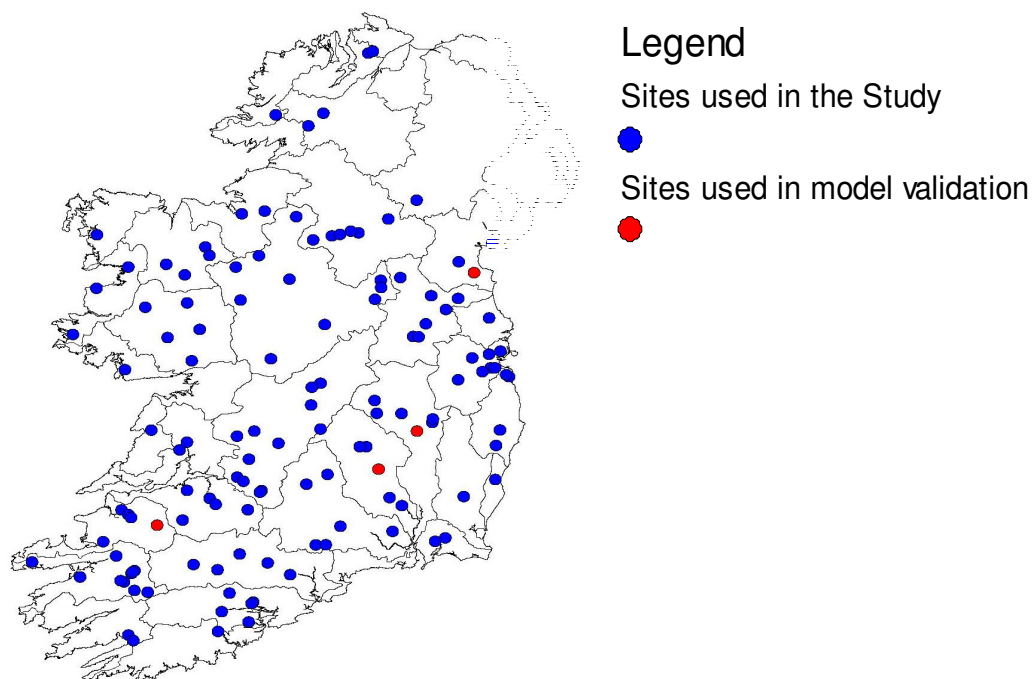 Legend
Sites used in the Study
Sites used in model validation